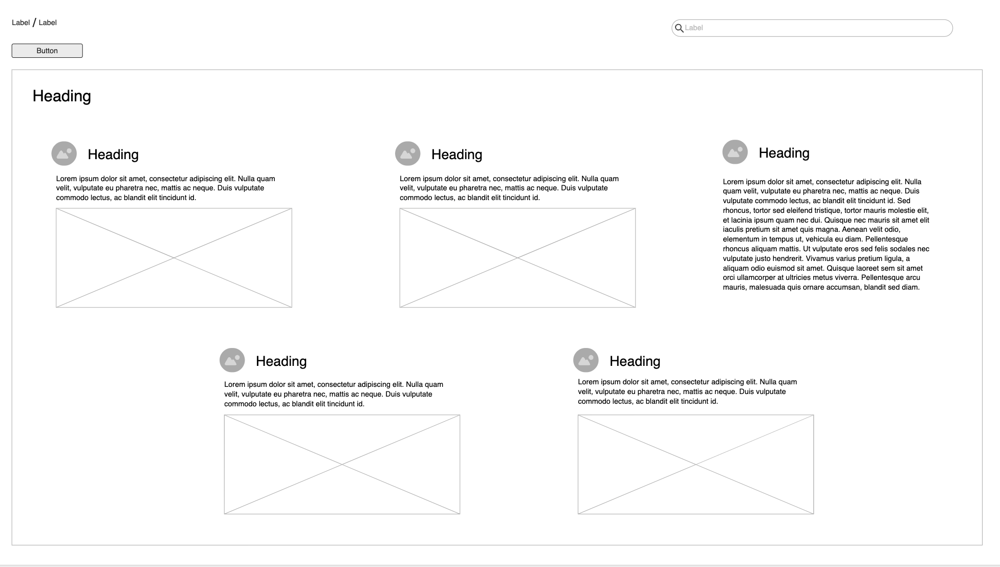 Label / Label
Label
Button
Heading
Heading
Lorem ipsum dolor sit amet, consectetur adipiscing elit. Nulla quam
velit, vulputate eu pharetra nec, mattis ac neque. Duis vulputate
commodo lectus, ac blandit elit tincidunt id.
Heading
Lorem ipsum dolor sit amet, consectetur adipiscing elit. Nulla quam
velit, vulputate eu pharetra nec, mattis ac neque. Duis vulputate
commodo lectus, ac blandit elit tincidunt id.
Heading
Lorem ipsum dolor sit amet, consectetur adipiscing elit. Nulla
quam velit, vulputate eu pharetra nec, mattis ac neque. Duis
vulputate commodo lectus, ac blandit elit tincidunt id. Sed
rhoncus, tortor sed eleifend tristique, tortor mauris molestie elit,
et lacinia ipsum quam nec dui. Quisque nec mauris sit amet elit
iaculis pretium sit amet quis magna. Aenean velit odio,
elementum in tempus ut, vehicula eu diam. Pellentesque
rhoncus aliquam mattis. Ut vulputate eros sed felis sodales nec
vulputate justo hendrerit. Vivamus varius pretium ligula, a
aliquam odio euismod sit amet. Quisque laoreet sem sit amet
orci ullamcorper at ultricies metus viverra. Pellentesque arcu
mauris, malesuada quis ornare accumsan, blandit sed diam.
Heading
Lorem ipsum dolor sit amet, consectetur adipiscing elit. Nulla quam
velit, vulputate eu pharetra nec, mattis ac neque. Duis vulputate
commodo lectus, ac blandit elit tincidunt id.
Heading
Lorem ipsum dolor sit amet, consectetur adipiscing elit. Nulla quam
velit, vulputate eu pharetra nec, mattis ac neque. Duis vulputate
commodo lectus, ac blandit elit tincidunt id.